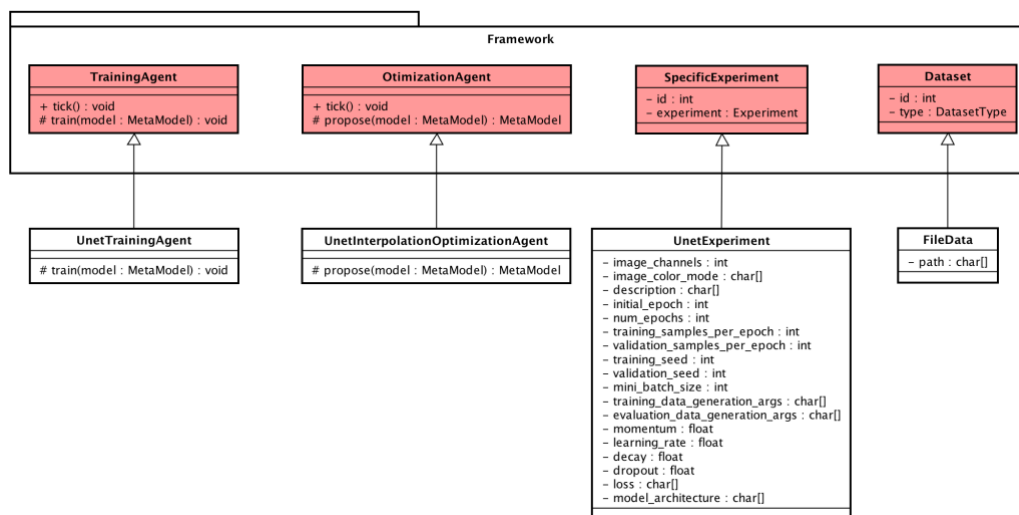 Framework
TrainingAgent
+ tick() : void
# train(model : MetaModel) : void
OtimizationAgent
+ tick() : void
# propose(model : MetaModel) : MetaModel
SpecificExperiment
– id : int
– experiment : Experiment
Dataset
– id : int
– type : DatasetType
UnetTrainingAgent
# train(model : MetaModel) : void
UnetInterpolationOptimizationAgent
# propose(model : MetaModel) : MetaModel
UnetExperiment
– image_channels : int
– image_color_mode : char[]
– description : char[]
– initial_epoch : int
– num_epochs : int
– training_samples_per_epoch : int
– validation_samples_per_epoch : int
– training_seed : int
– validation_seed : int
– mini_batch_size : int
– training_data_generation_args : char[]
– evaluation_data_generation_args : char[]
– momentum : float
– learning_rate : float
– decay : float
– dropout : float
– loss : char[]
– model_architecture : char[]
FileData
– path : char[]